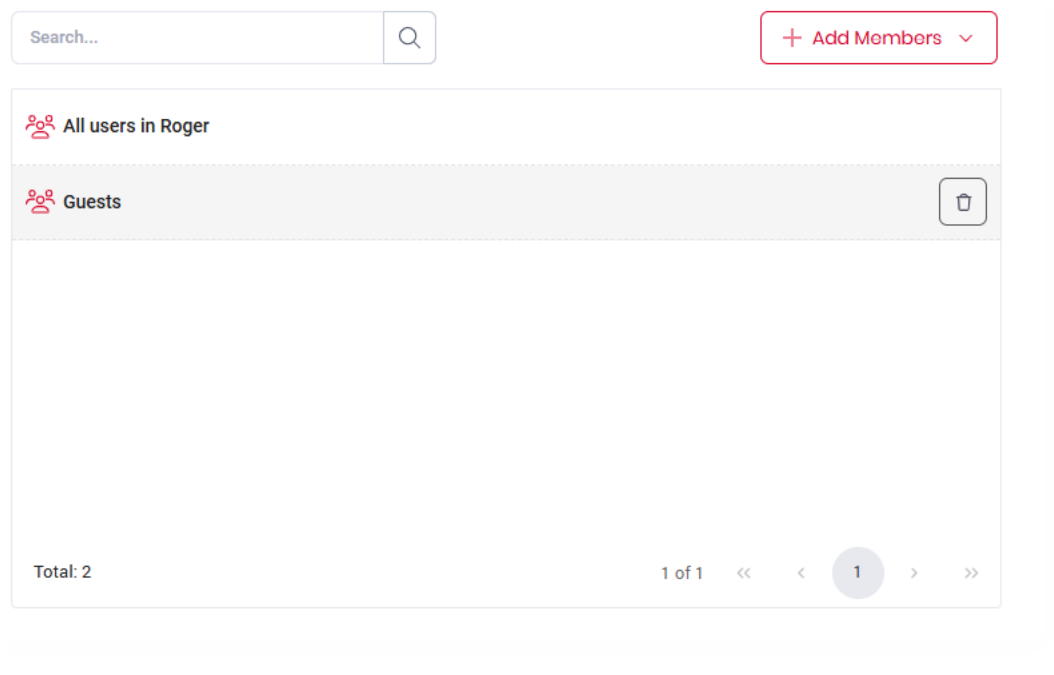 Search...
Add Members
All users in Roger
Guests
Total: 2
1 of 1
1